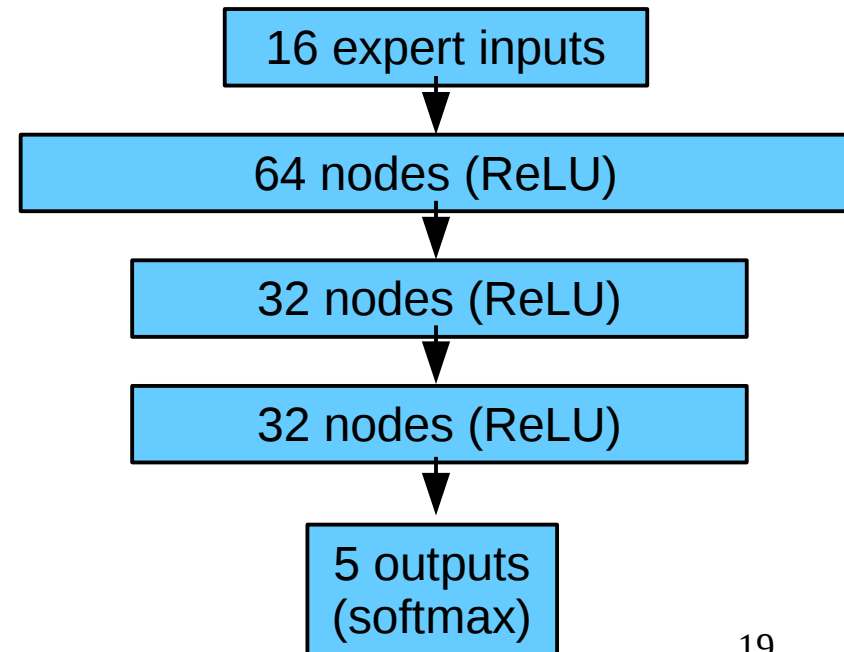 16 expert inputs
64 nodes (ReLU)
32 nodes (ReLU)
32 nodes (ReLU)
5 outputs
(softmax)
19